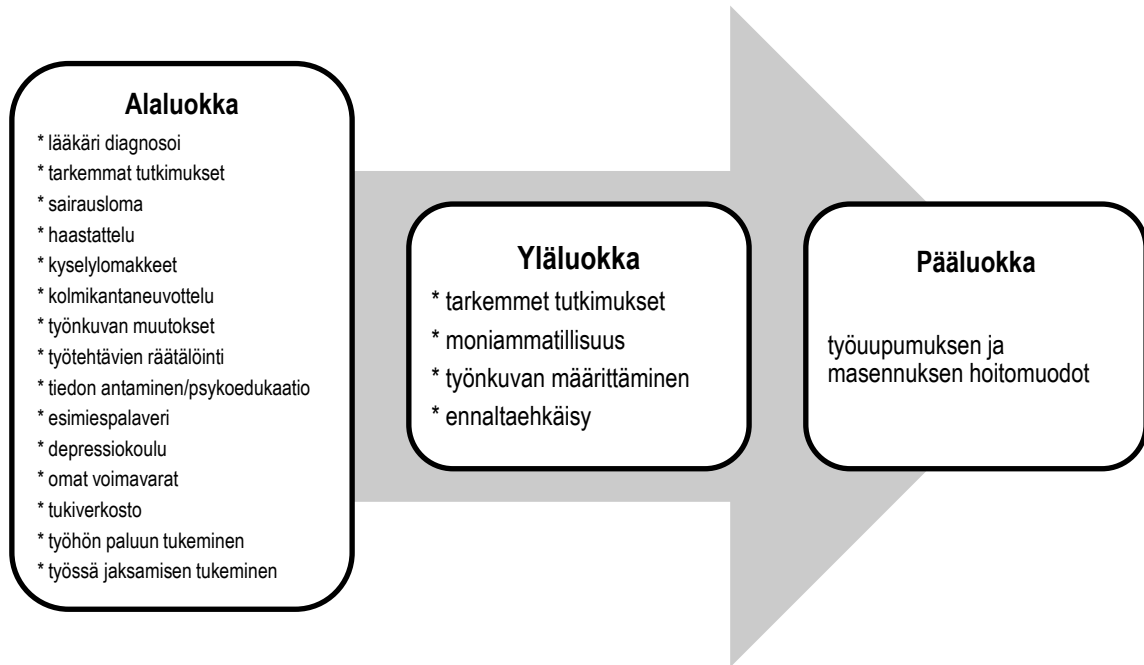 Alaluokka
* lääkäri diagnosoi
* tarkemmat tutkimukset
* sairausloma
* haastattelu
* kyselylomakkeet
* kolmikantaneuvottelu
* työnkuvan muutokset
* työtehtävien räätälöinti
* tiedon antaminen/psykoedukaatio
* esimiespalaveri
* depressiokoulu
* omat voimavarat
* tukiverkosto
* työhön paluun tukeminen
* työssä jaksamisen tukeminen
Yläluokka
* tarkemmet tutkimukset
* moniammatillisuus
* työnkuvan määrittäminen
* ennaltaehkäisy
Pääluokka
työuupumuksen ja
masennuksen hoitomuodot